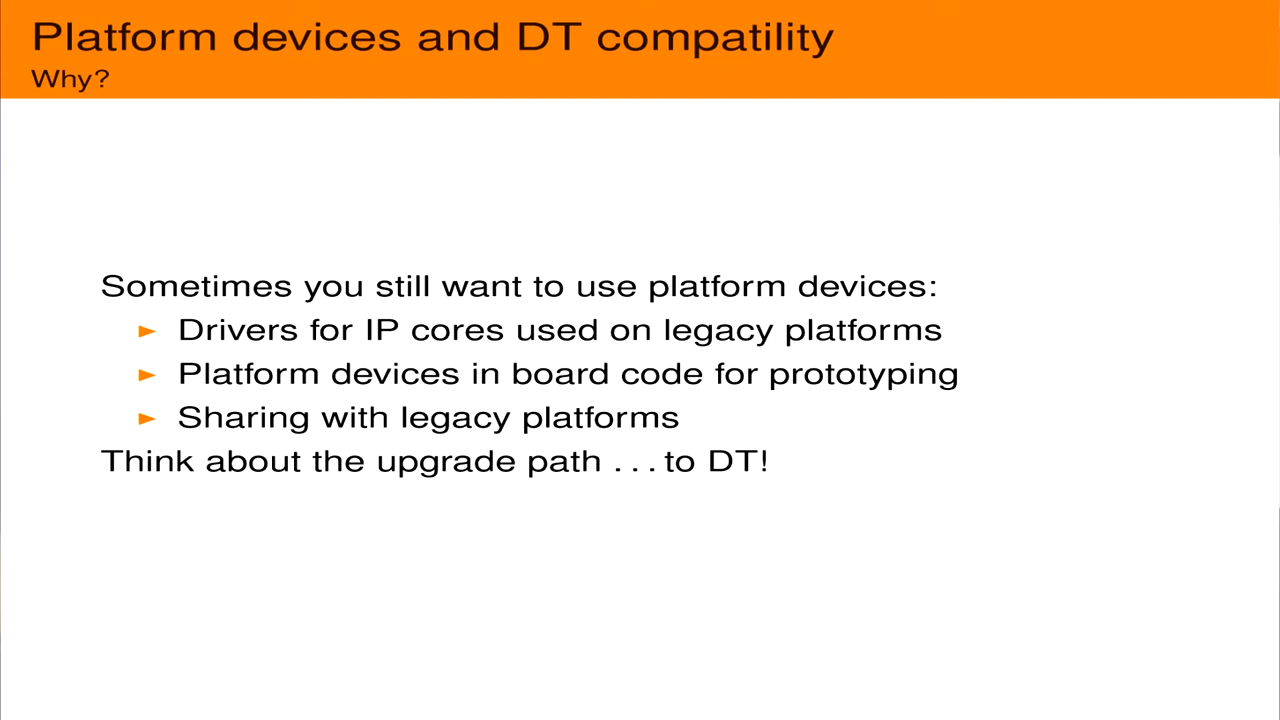 Platform devices and DT compatility
Why?
Sometimes you still want to use platform devices:
► Drivers for IP cores used on legacy platforms
► Platform devices in board code for prototyping
► Sharing with legacy platforms
Think about the upgrade path . . . to DT!